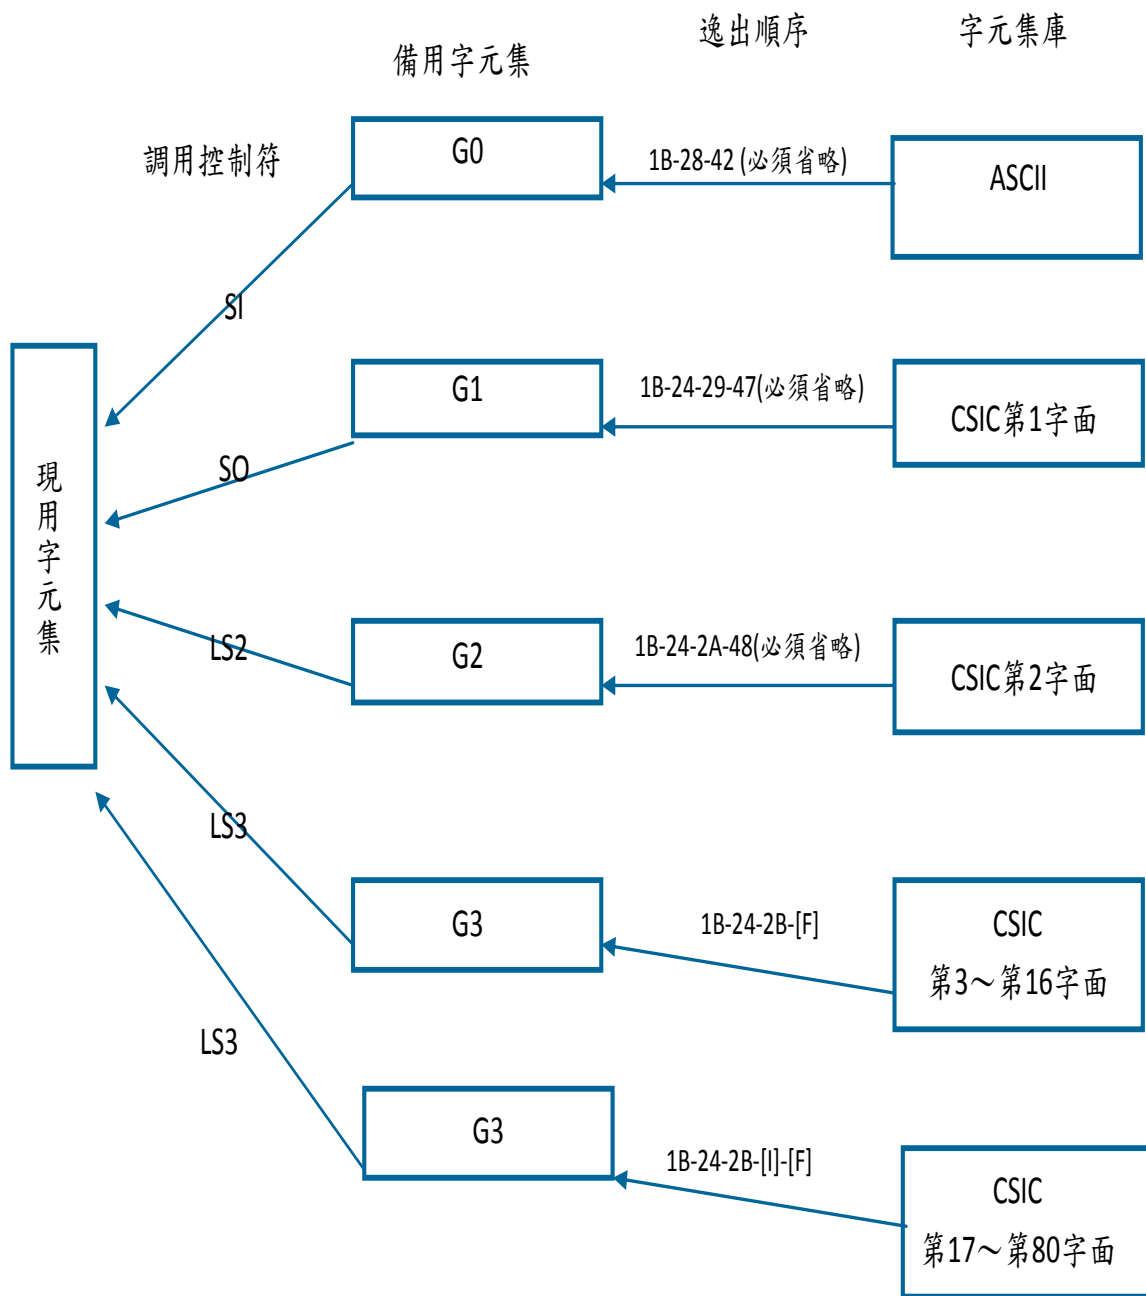 備用字元集
逸出順序
字元集庫
調用控制符
G0
1B-28-42 (必須省略)
ASCII
SI
G1
1B-24-29-47(必須省略)
CSIC第1字面
SO
現用字元集
G2
1B-24-2A-48(必須省略)
CSIC第2字面
LS2
LS3
G3
1B-24-2B-[F]
CSIC
第3～第16字面
LS3
G3
1B-24-2B-[I]-[F]
CSIC
第17～第80字面